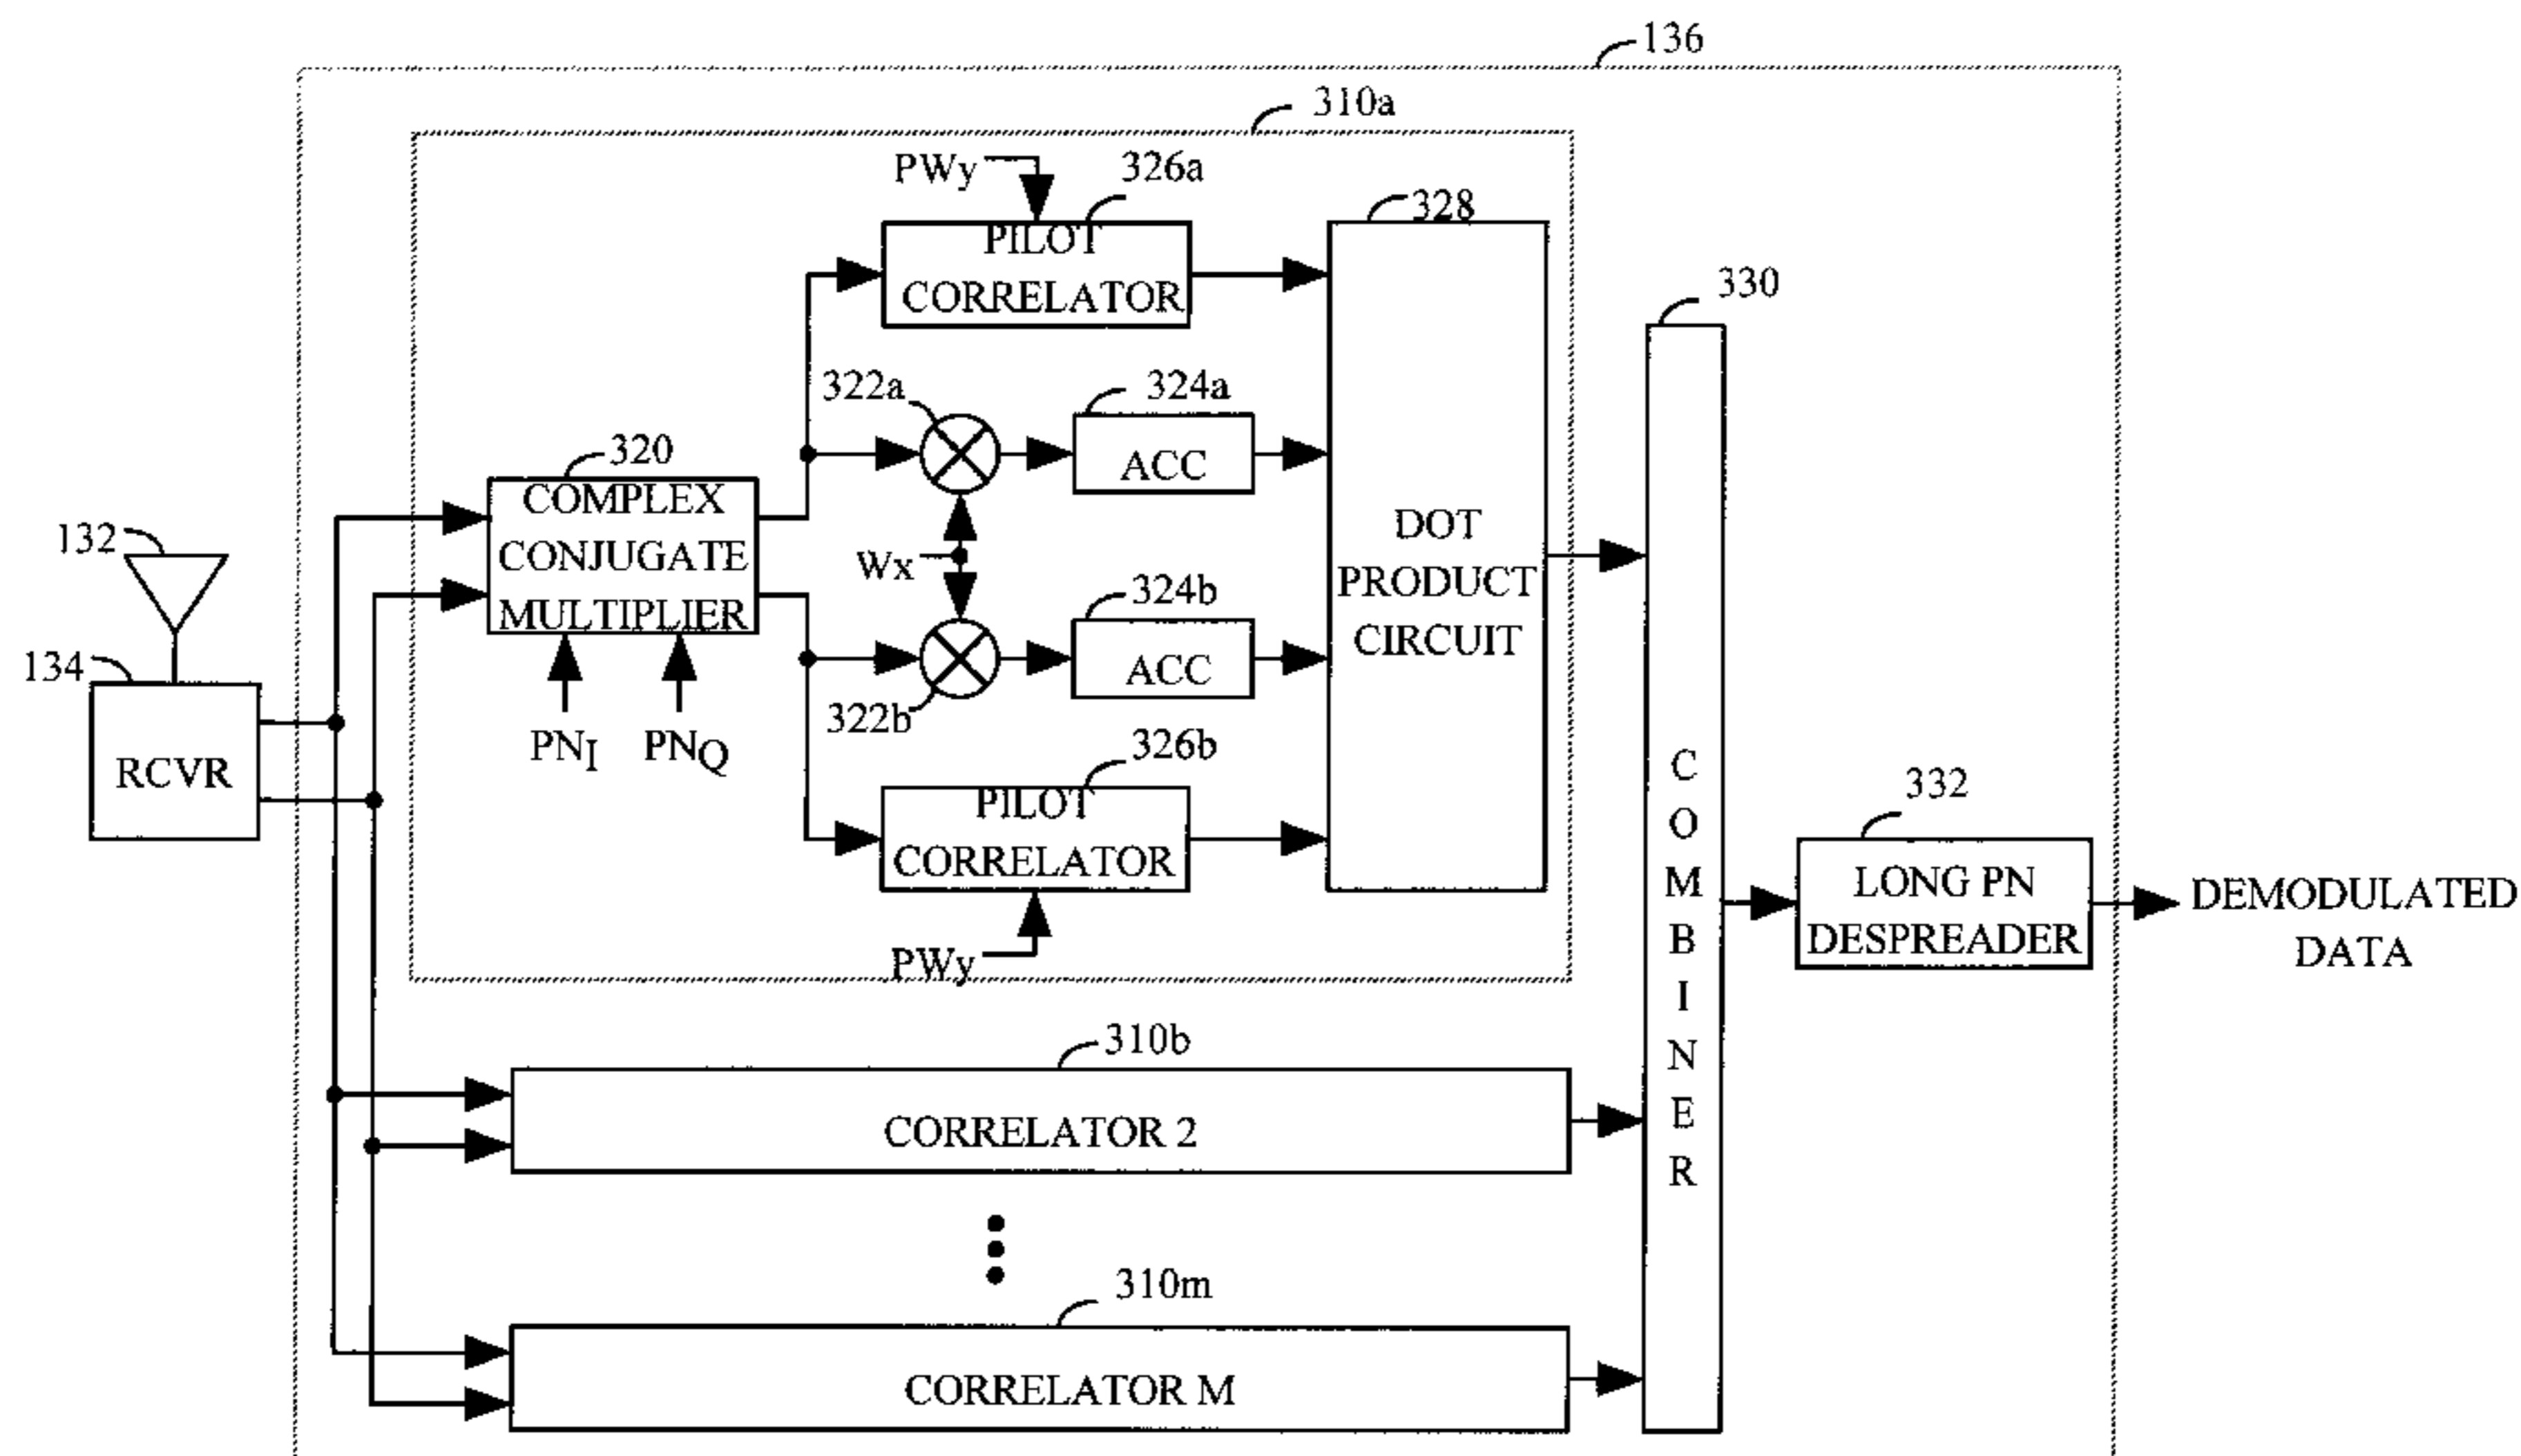 136
310a
PWy
326a
PILOT
CORRELATOR
328
330
322a
324a
ACC
320
COMPLEX
CONJUGATE
MULTIPLIER
Wx
DOT
PRODUCT
CIRCUIT
132
324b
ACC
134
RCVR
PNI
PNQ
322b
326b
PILOT
CORRELATOR
PWy
COMBINER
332
LONG PN
DESPREADER
DEMODULATED
DATA
310b
CORRELATOR 2
310m
CORRELATOR M